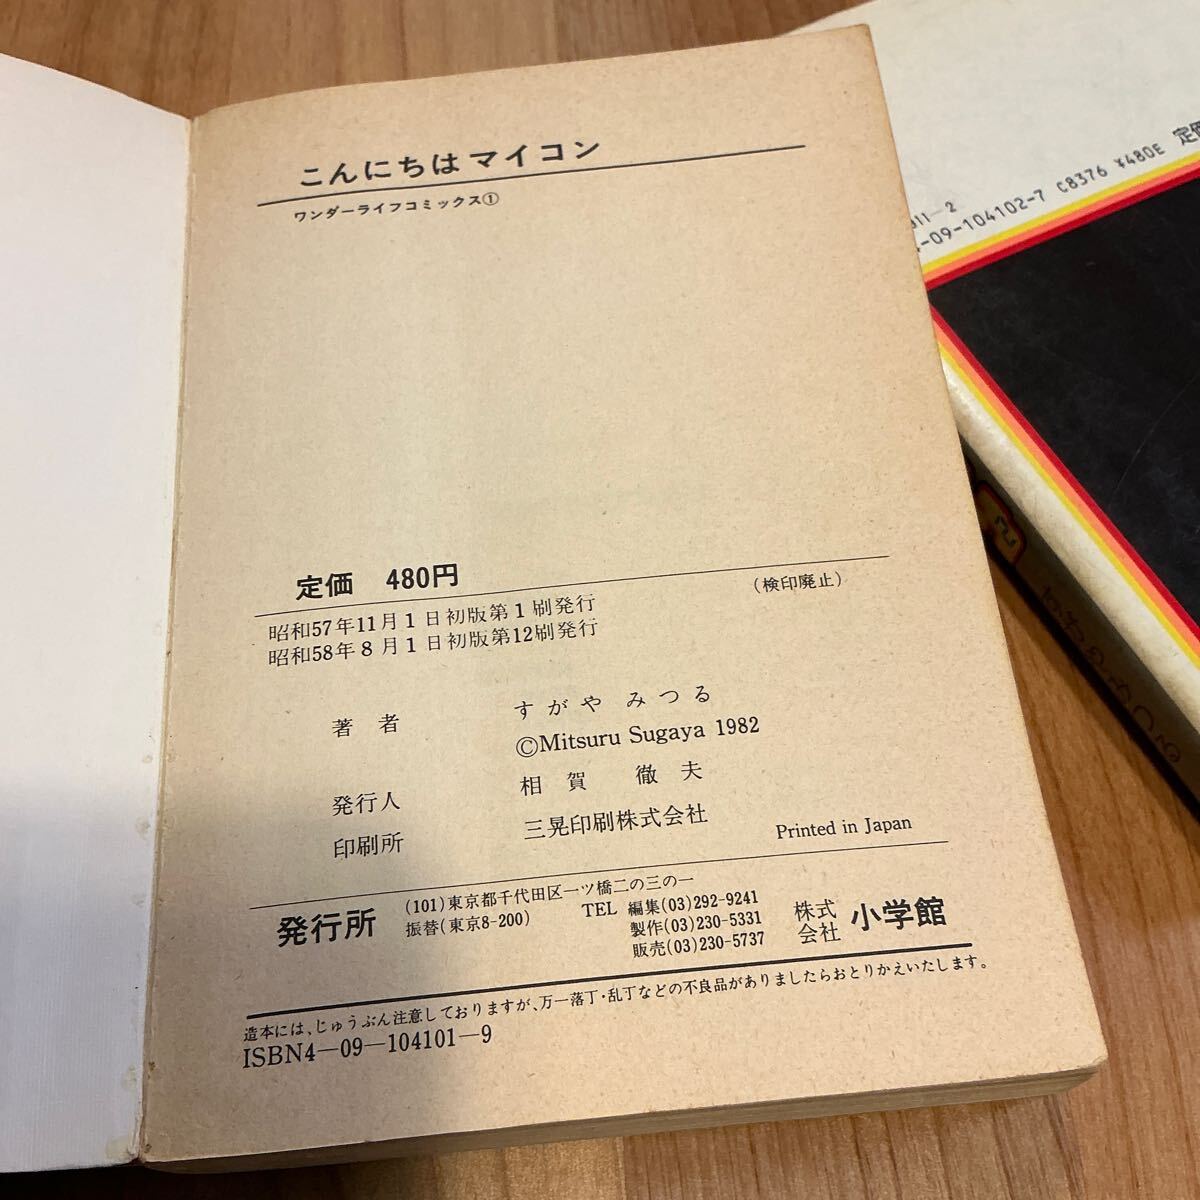 こんにちはマイコン
ワンダーライフコミックス①
定価 480円
(検印廃止)
昭和57年11月1日初版第1刷発行
昭和58年8月1日初版第12刷発行
著者 すがやみつる
©Mitsuru Sugaya 1982
発行人 相賀徹夫
印刷所 三晃印刷株式会社
Printed in Japan
発行所
(101)東京都千代田区一ツ橋二の三の一
振替(東京8-200)
TEL 編集(03)292-9241
製作(03)230-5331
販売(03)230-5737
株式会社 小学館
造本には、じゅうぶん注意しておりますが、万一落丁・乱丁などの不良品がありましたらおとりかえいたします。
ISBN4-09-104101-9
11-2
-09-104102-7 C8376 ¥480E 定価
2